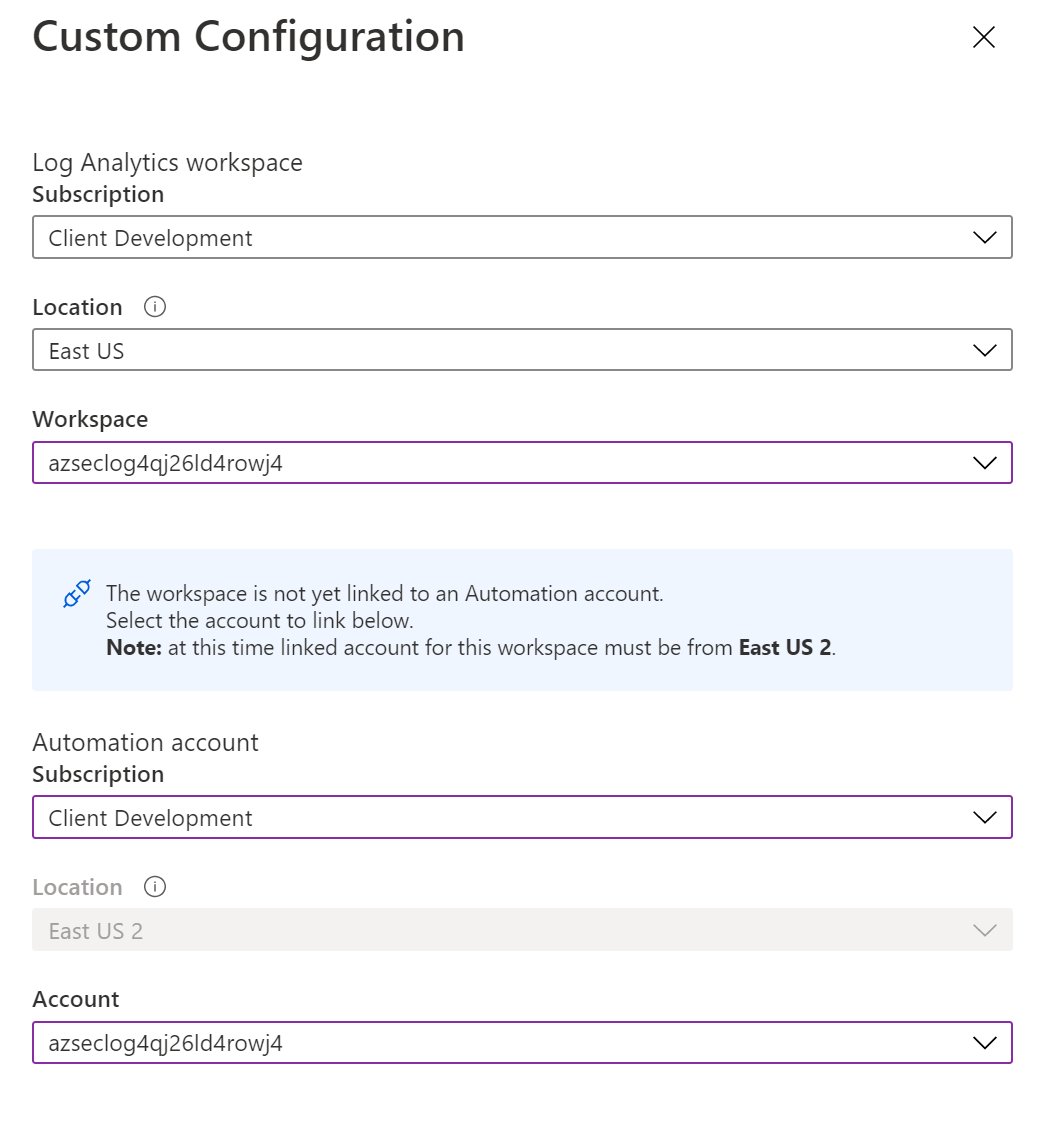 Custom Configuration
Log Analytics workspace
Subscription
Client Development
Location
East US
Workspace
azseclog4qj26ld4rowj4
The workspace is not yet linked to an Automation account.
Select the account to link below.
Note: at this time linked account for this workspace must be from East US 2.
Automation account
Subscription
Client Development
Location
East US 2
Account
azseclog4qj26ld4rowj4